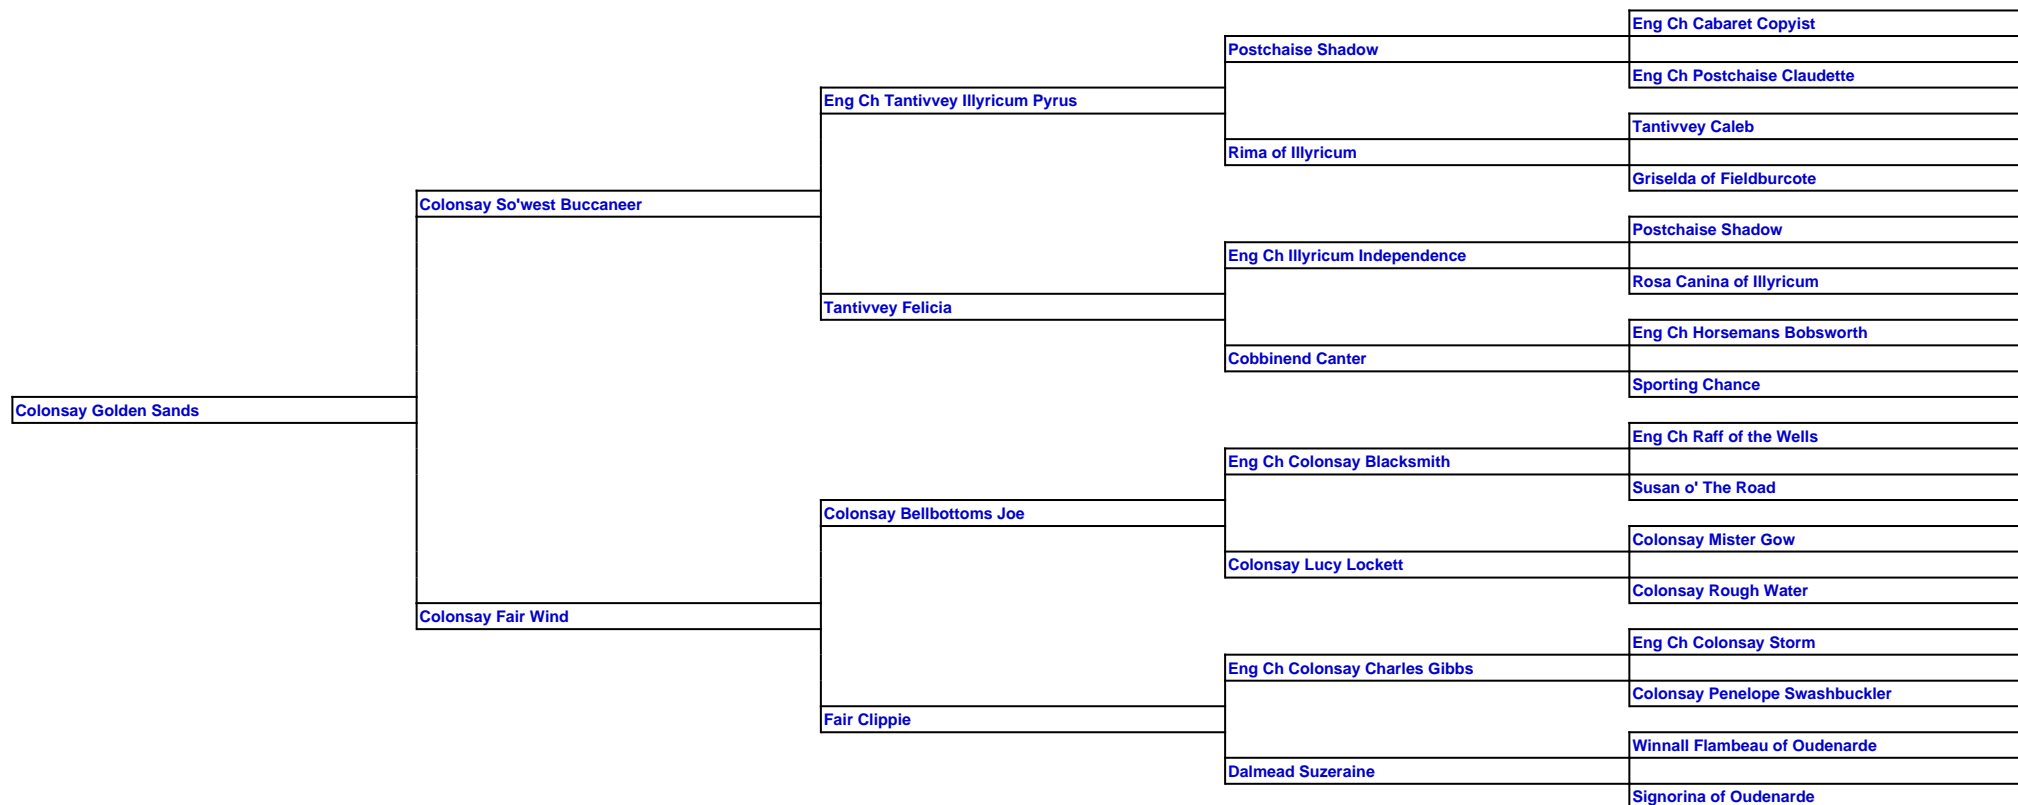 Eng Ch Cabaret Copyist
Postchaise Shadow
Eng Ch Postchaise Claudette
Eng Ch Tantivvey Illyricum Pyrus
Tantivvey Caleb
Rima of Illyricum
Griselda of Fieldburcote
Colonsay So'west Buccaneer
Postchaise Shadow
Eng Ch Illyricum Independence
Rosa Canina of Illyricum
Tantivvey Felicia
Eng Ch Horsemans Bobsworth
Cobbinend Canter
Sporting Chance
Colonsay Golden Sands
Eng Ch Raff of the Wells
Eng Ch Colonsay Blacksmith
Susan o' The Road
Colonsay Bellbottoms Joe
Colonsay Mister Gow
Colonsay Lucy Lockett
Colonsay Rough Water
Colonsay Fair Wind
Eng Ch Colonsay Storm
Eng Ch Colonsay Charles Gibbs
Colonsay Penelope Swashbuckler
Fair Clippie
Winnall Flambeau of Oudenarde
Dalmead Suzeraine
Signorina of Oudenarde